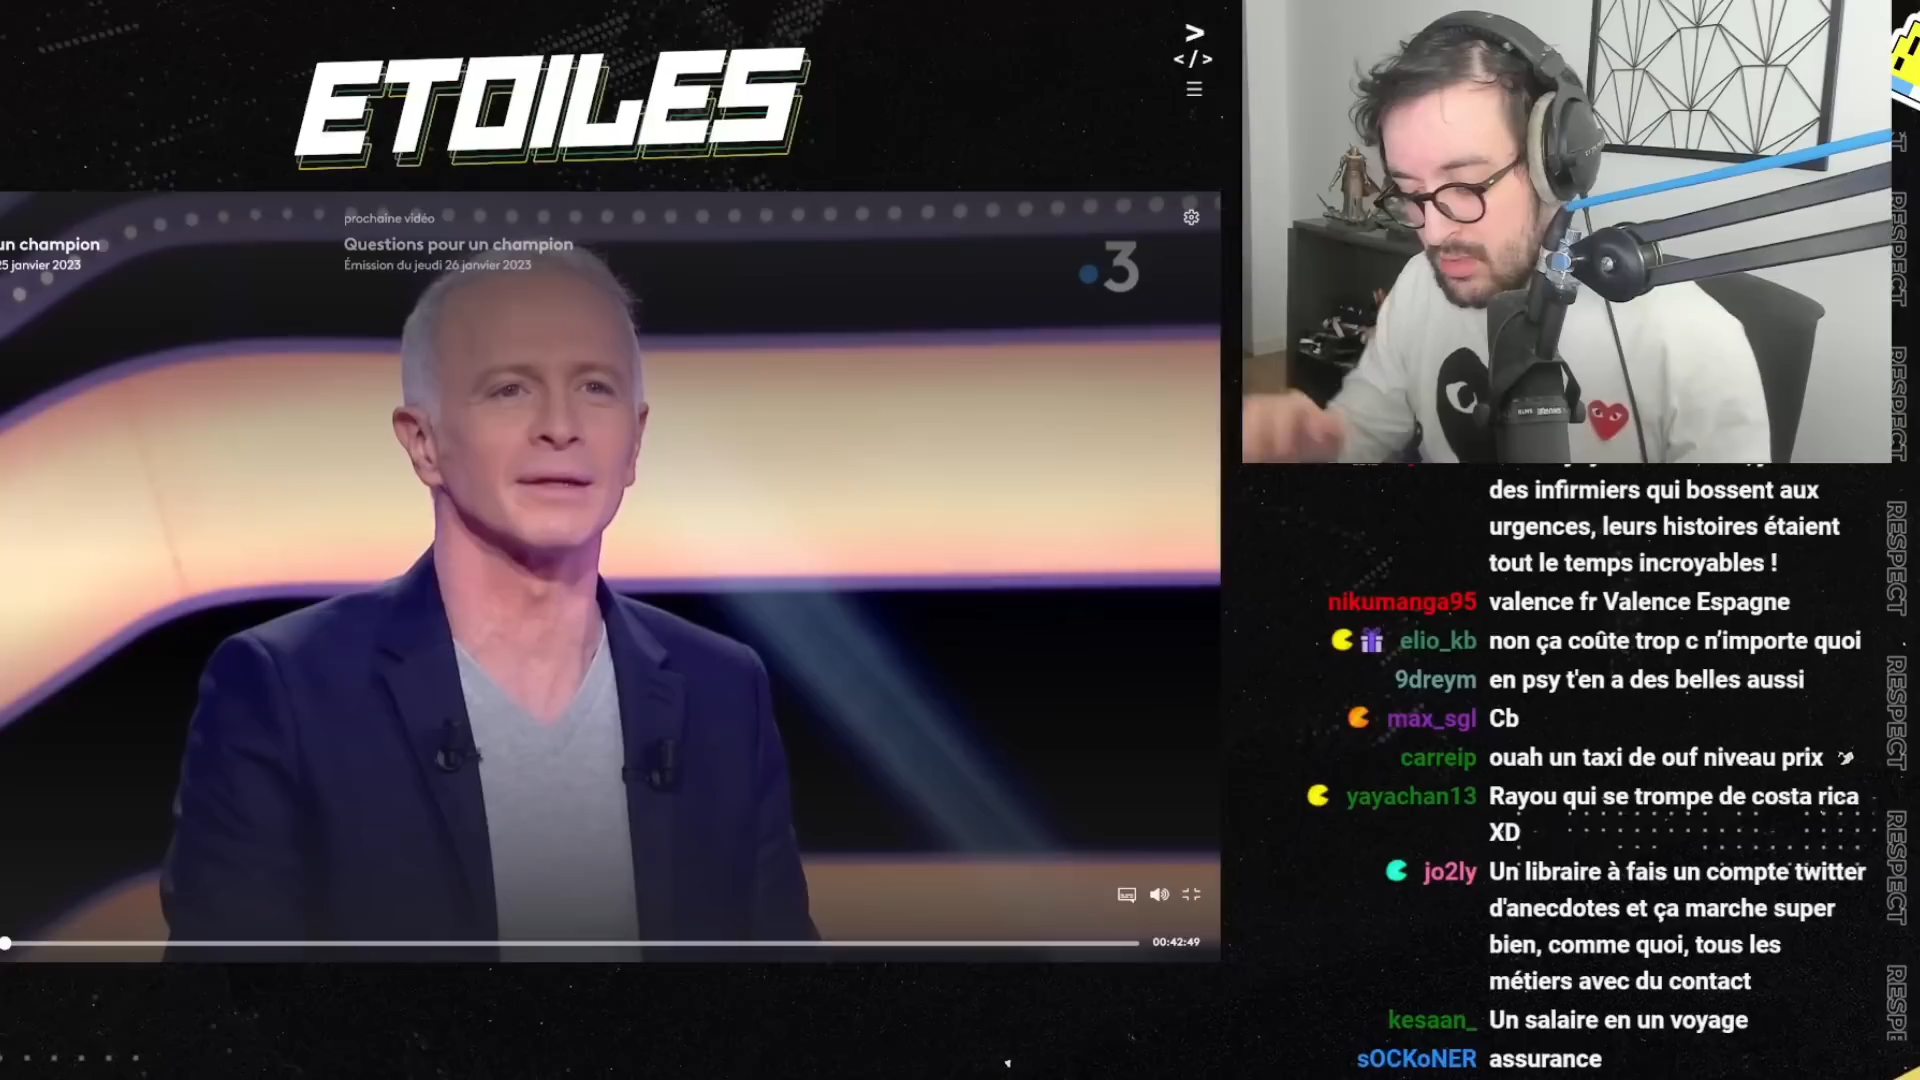 ETOILES
>
</>
prochaine vidéo
un champion
Questions pour un champion
25 janvier 2023
Émission du jeudi 26 janvier 2023
3
00:42:49
des infirmiers qui bossent aux
urgences, leurs histoires étaient
tout le temps incroyables !
nikumanga95 valence fr Valence Espagne
elio_kb non ça coûte trop c n’importe quoi
9dreym en psy t'en a des belles aussi
max_sgl Cb
carreip ouah un taxi de ouf niveau prix
yayachan13 Rayou qui se trompe de costa rica
XD
jo2ly Un libraire à fais un compte twitter
d'anecdotes et ça marche super
bien, comme quoi, tous les
métiers avec du contact
kesaan_ Un salaire en un voyage
sOCKoNER assurance
T
RESPECT
RESPECT
RESPECT
RESPECT
RESPECT
RESPE